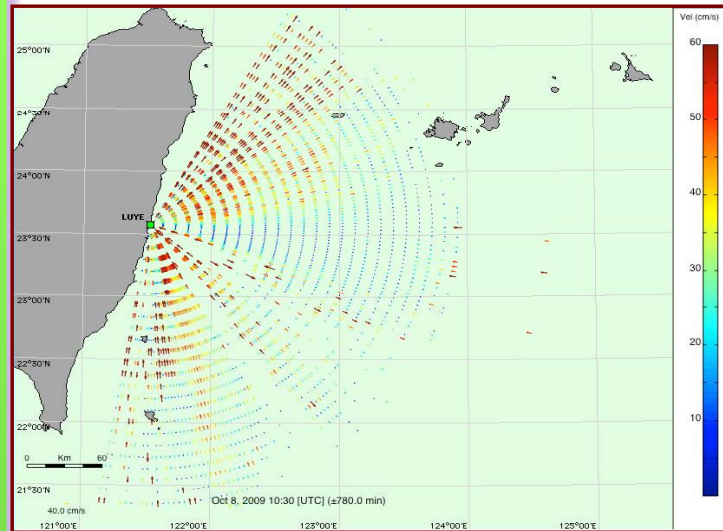 Vel (cm/s)
60
25°00'N
50
24°30'N
24°00'N
40
LUYE
23°30'N
30
23°00'N
22°30'N
20
22°00'N
10
0 Km 60
21°30'N
Oct 8, 2009 10:30 [UTC] (±780.0 min)
40.0 cm/s
121°00'E 122°00'E 123°00'E 124°00'E 125°00'E